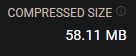 COMPRESSED SIZE
58.11 MB